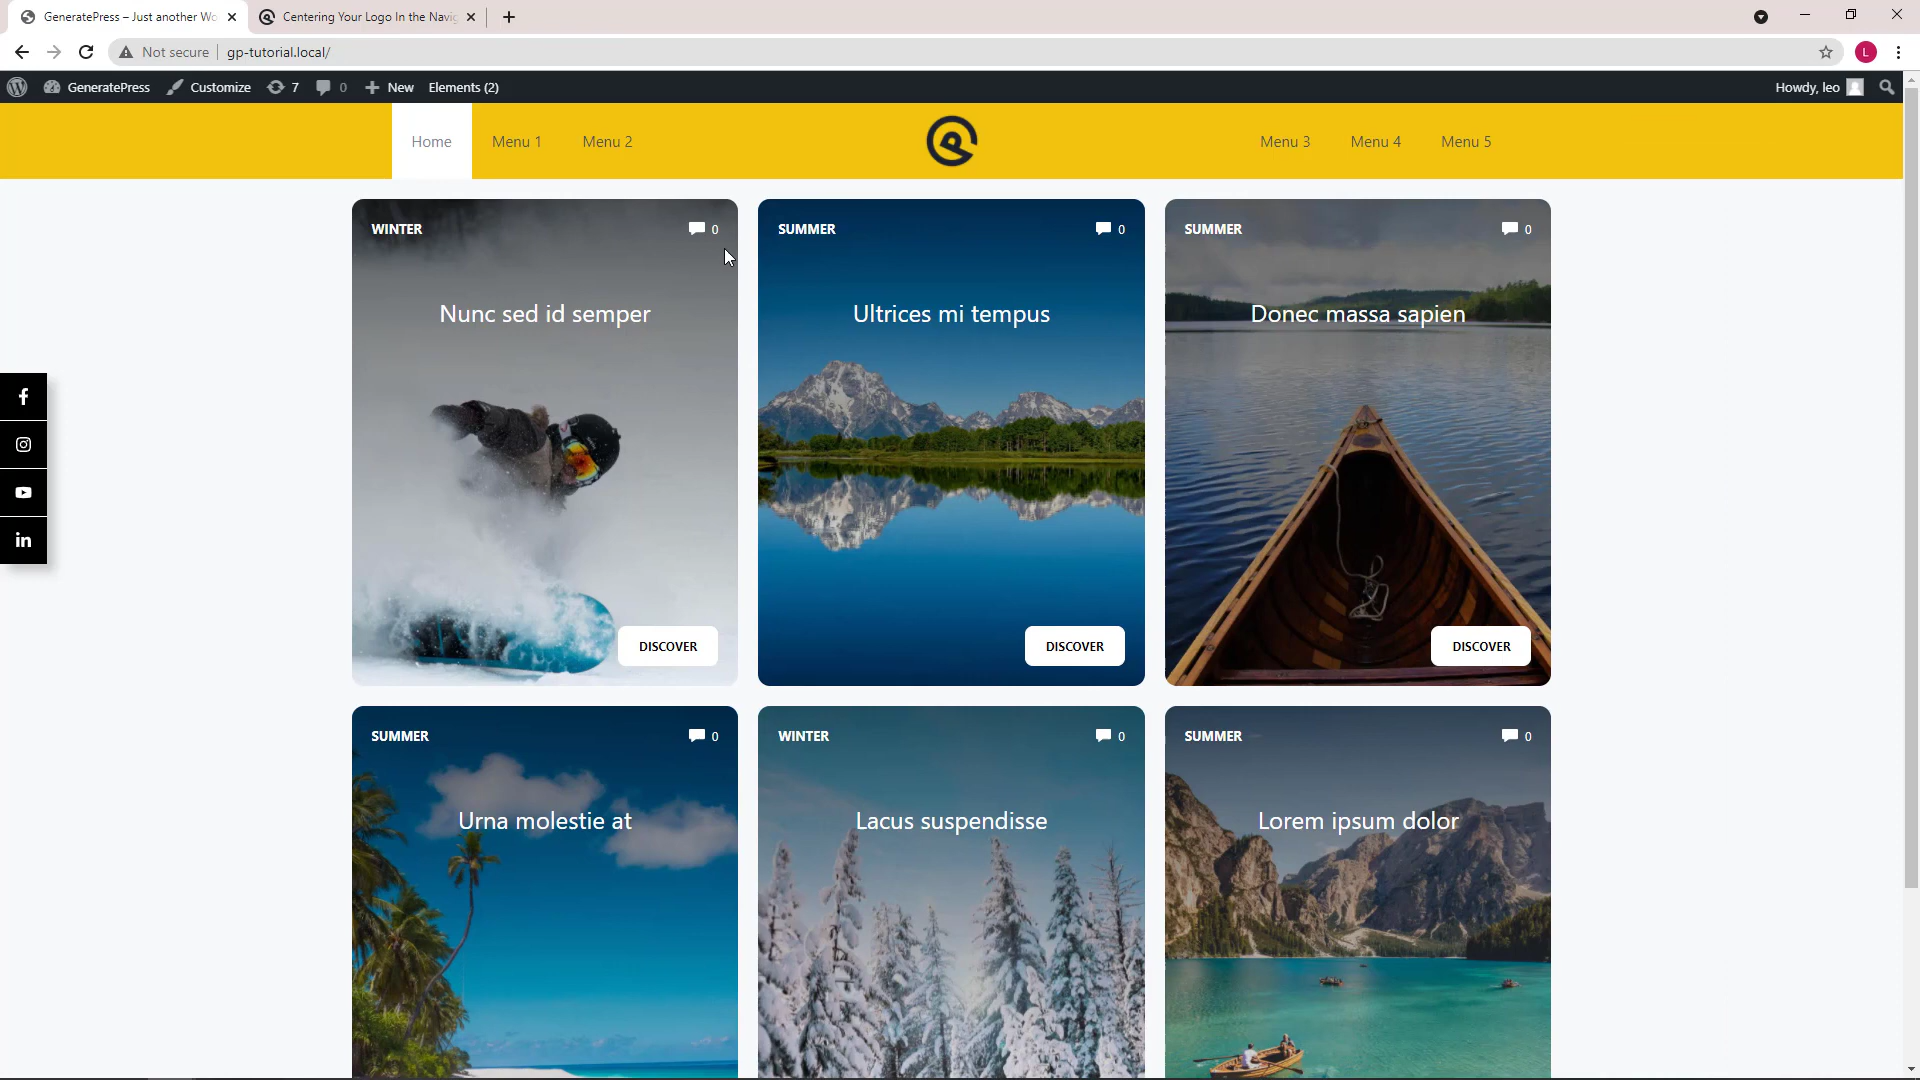 GeneratePress – Just another Wo
Centering Your Logo In the Navig
Not secure gp-tutorial.local/
L
GeneratePress Customize 7 0 New Elements (2) Howdy, leo
Home Menu 1 Menu 2 Menu 3 Menu 4 Menu 5
WINTER 0
Nunc sed id semper
DISCOVER
SUMMER 0
Ultrices mi tempus
DISCOVER
SUMMER 0
Donec massa sapien
DISCOVER
SUMMER 0
Urna molestie at
WINTER 0
Lacus suspendisse
SUMMER 0
Lorem ipsum dolor